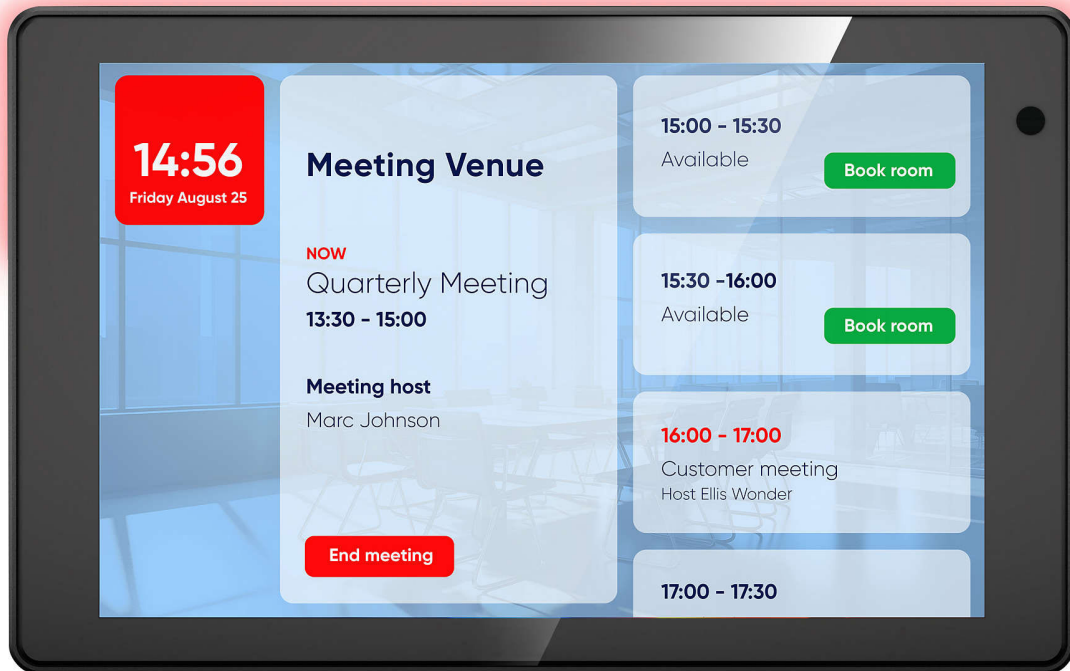 14:56
Friday August 25
Meeting Venue
NOW
Quarterly Meeting
13:30 - 15:00
Meeting host
Marc Johnson
End meeting
15:00 - 15:30
Available
Book room
15:30 -16:00
Available
Book room
16:00 - 17:00
Customer meeting
Host Ellis Wonder
17:00 - 17:30